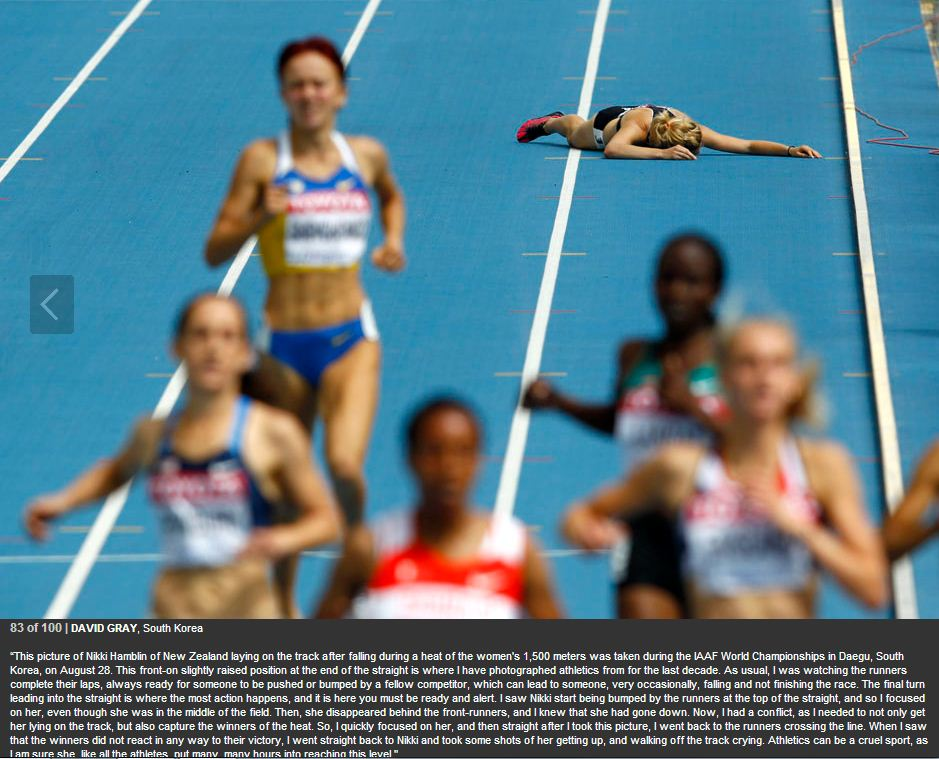 TOYOTA
83 of 100 | DAVID GRAY, South Korea
"This picture of Nikki Hamblin of New Zealand laying on the track after falling during a heat of the women's 1,500 meters was taken during the IAAF World Championships in Daegu, South
Korea, on August 28. This front-on slightly raised position at the end of the straight is where I have photographed athletics from for the last decade. As usual, I was watching the runners
complete their laps, always ready for someone to be pushed or bumped by a fellow competitor, which can lead to someone, very occasionally, falling and not finishing the race. The final turn
leading into the straight is where the most action happens, and it is here you must be ready and alert. I saw Nikki start being bumped by the runners at the top of the straight, and so I focused
on her, even though she was in the middle of the field. Then, she disappeared behind the front-runners, and I knew that she had gone down. Now, I had a conflict, as I needed to not only get
her lying on the track, but also capture the winners of the heat. So, I quickly focused on her, and then straight after I took this picture, I went back to the runners crossing the line. When I saw
that the winners did not react in any way to their victory, I went straight back to Nikki and took some shots of her getting up, and walking off the track crying. Athletics can be a cruel sport, as
I am sure she, like all the athletes, put many, many hours into reaching this level."